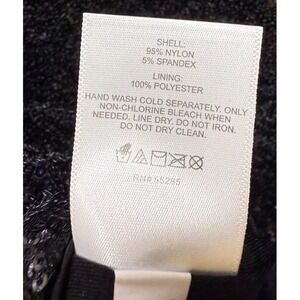 SHELL:
95% NYLON
5% SPANDEX
LINING:
100% POLYESTER
HAND WASH COLD SEPARATELY. ONLY
NON-CHLORINE BLEACH WHEN
NEEDED. LINE DRY. DO NOT IRON.
DO NOT DRY CLEAN.
RN# 55285